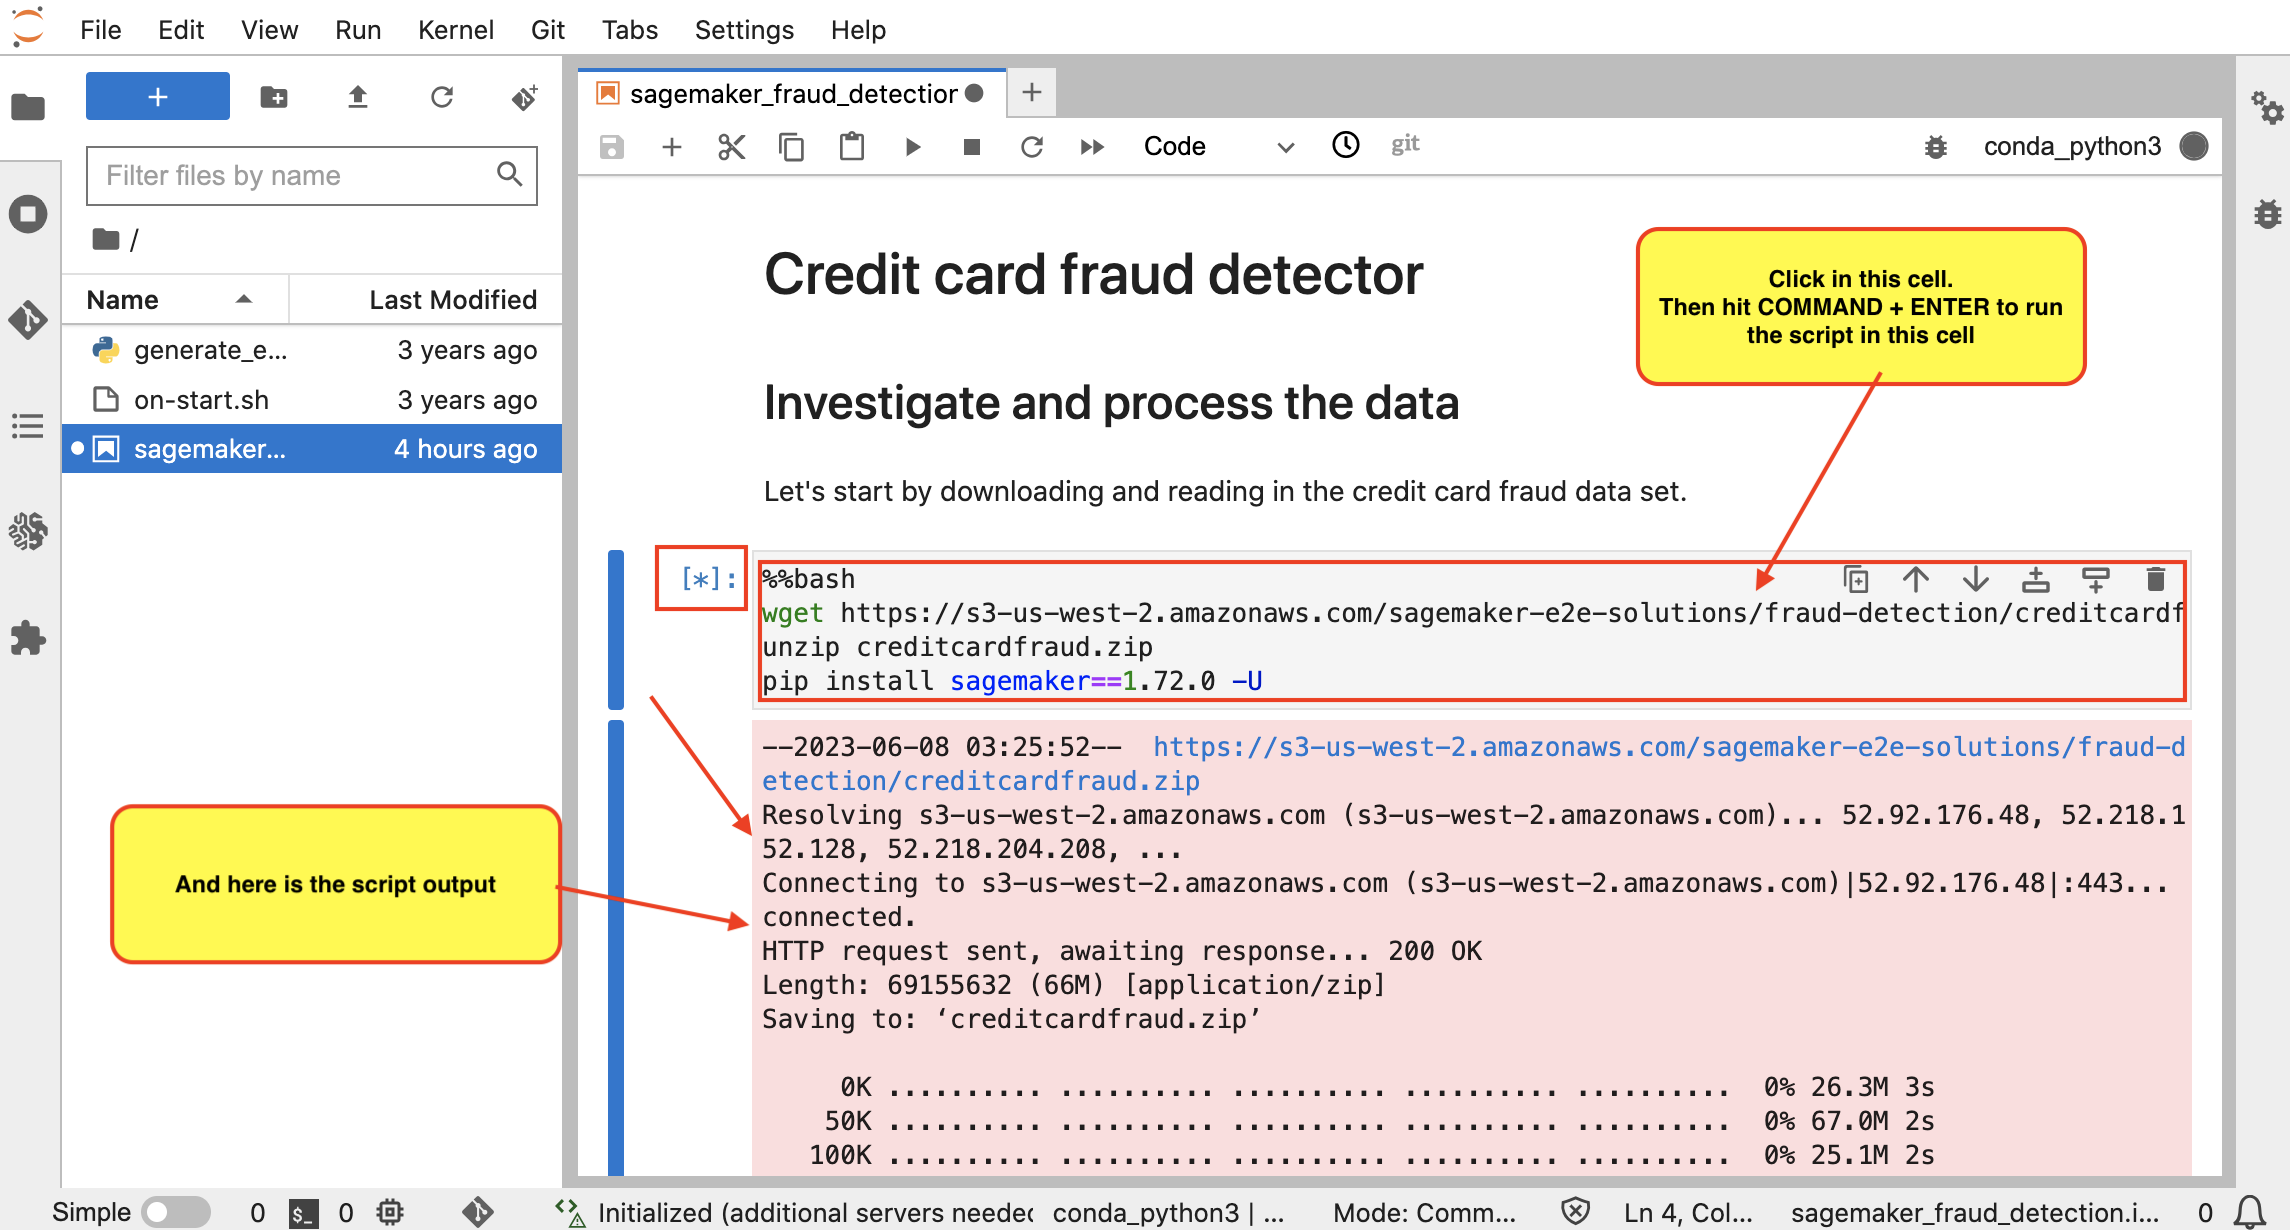 File Edit View Run Kernel Git Tabs Settings Help
+
sagemaker_fraud_detection
+
Filter files by name
Code
git
conda_python3
/
Name Last Modified
generate_e... 3 years ago
on-start.sh 3 years ago
sagemaker... 4 hours ago
Credit card fraud detector
Click in this cell.
Then hit COMMAND + ENTER to run
the script in this cell
Investigate and process the data
Let's start by downloading and reading in the credit card fraud data set.
[*]:
%%bash
wget https://s3-us-west-2.amazonaws.com/sagemaker-e2e-solutions/fraud-detection/creditcardf
unzip creditcardfraud.zip
pip install sagemaker==1.72.0 -U
--2023-06-08 03:25:52-- https://s3-us-west-2.amazonaws.com/sagemaker-e2e-solutions/fraud-d
etection/creditcardfraud.zip
Resolving s3-us-west-2.amazonaws.com (s3-us-west-2.amazonaws.com)... 52.92.176.48, 52.218.1
52.128, 52.218.204.208, ...
Connecting to s3-us-west-2.amazonaws.com (s3-us-west-2.amazonaws.com)|52.92.176.48|:443...
connected.
HTTP request sent, awaiting response... 200 OK
Length: 69155632 (66M) [application/zip]
Saving to: ‘creditcardfraud.zip’
0K .......... .......... .......... .......... .......... 0% 26.3M 3s
50K .......... .......... .......... .......... .......... 0% 67.0M 2s
100K .......... .......... .......... .......... .......... 0% 25.1M 2s
And here is the script output
Simple 0 $_ 0 Initialized (additional servers needed conda_python3 | ... Mode: Comm... Ln 4, Col... sagemaker_fraud_detection.i... 0